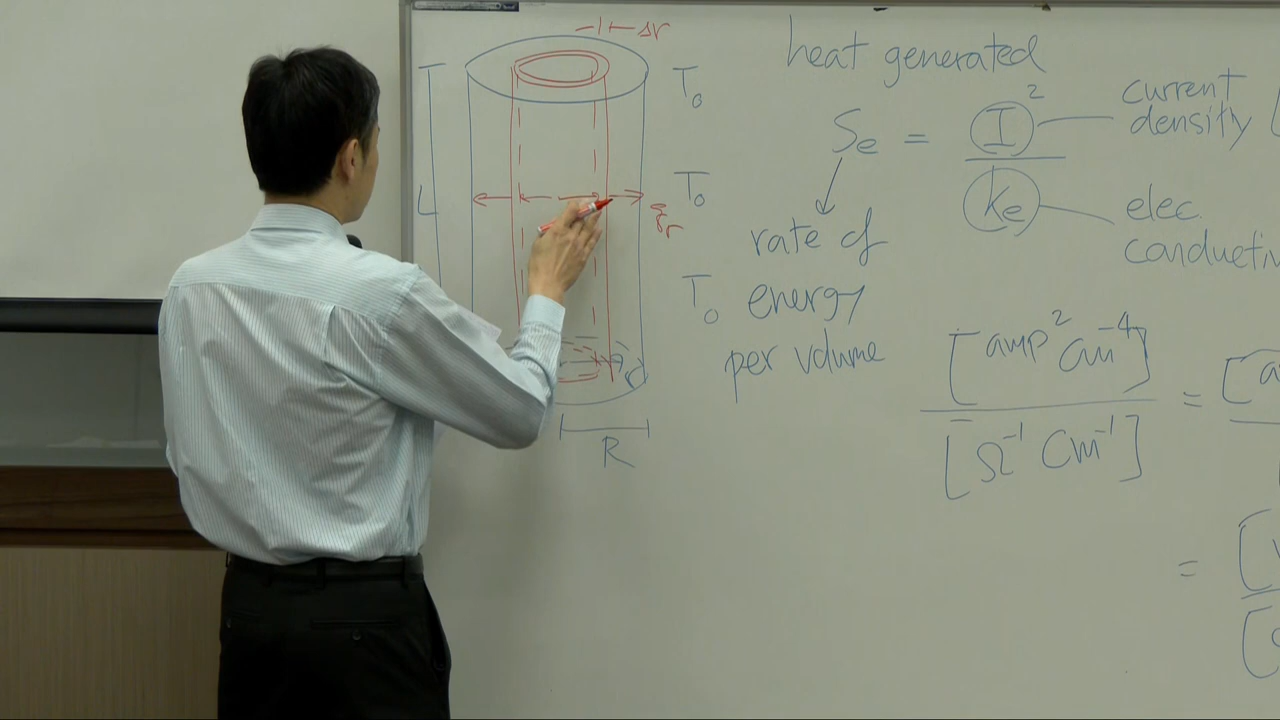 Δr
heat generated
T₀
Sₑ = I² / kₑ
current
density
T₀
L
qᵣ
rate of
elec.
T₀
energy
per volume
r
R
[amp² cm⁻⁴]
[Ω⁻¹ cm⁻¹]
=
=